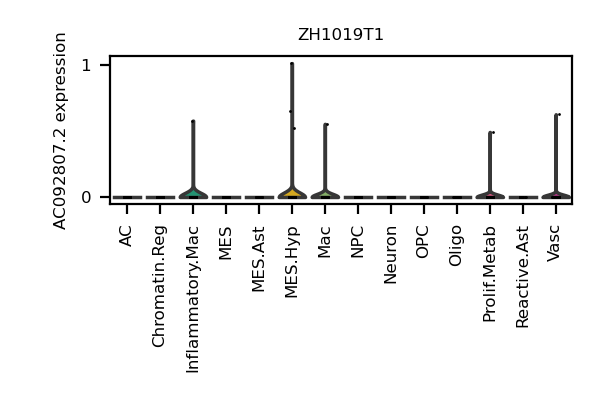 ZH1019T1
AC092807.2 expression
1
0
AC
Chromatin.Reg
Inflammatory.Mac
MES
MES.Ast
MES.Hyp
Mac
NPC
Neuron
OPC
Oligo
Prolif.Metab
Reactive.Ast
Vasc